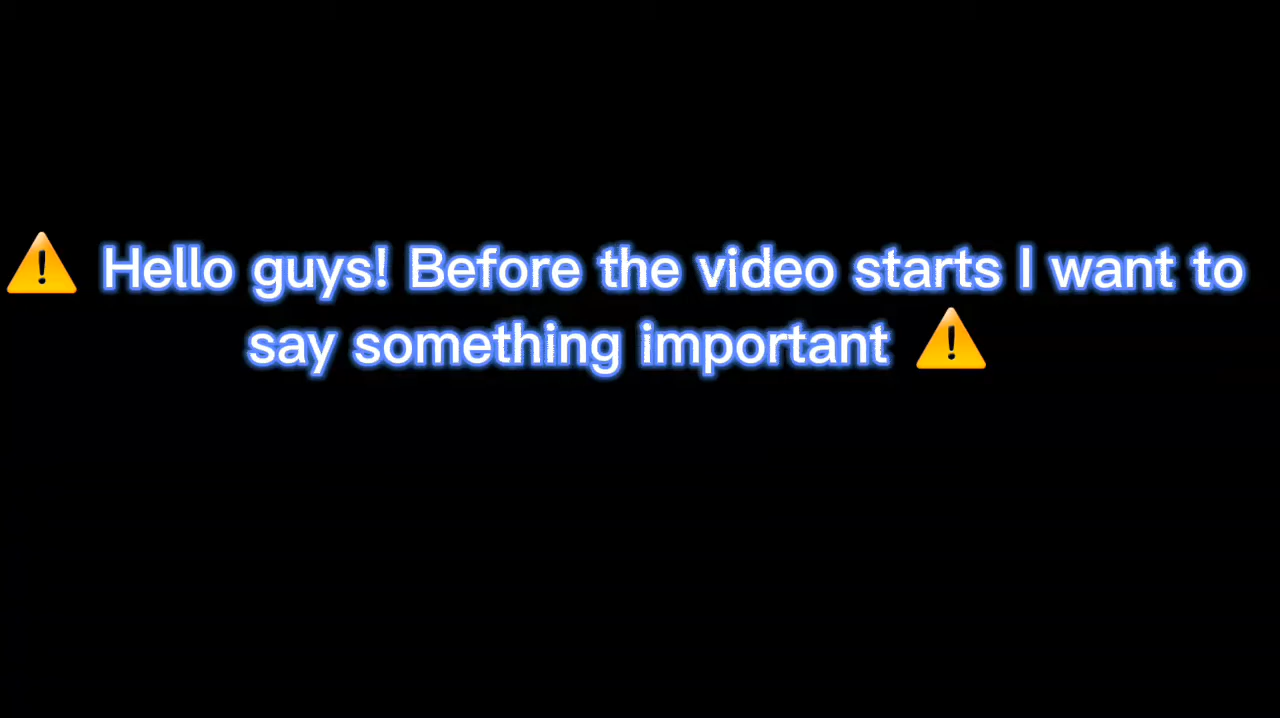 ⚠️ Hello guys! Before the video starts I want to
say something important ⚠️